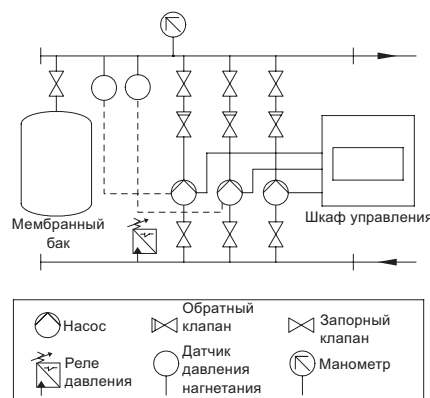 Мембранный
бак
Шкаф управления
Насос
Обратный
клапан
Запорный
клапан
Реле
давления
Датчик
давления
нагнетания
Манометр